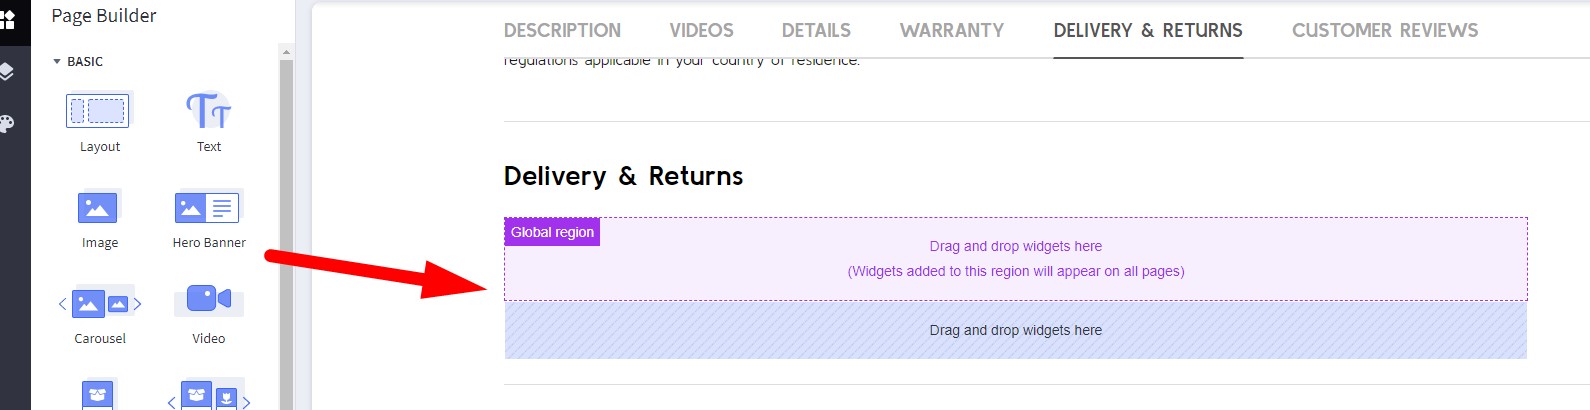 Page Builder
BASIC
Layout
Text
Image
Hero Banner
Carousel
Video
DESCRIPTION VIDEOS DETAILS WARRANTY DELIVERY & RETURNS CUSTOMER REVIEWS
regulations applicable in your country of residence.
Delivery & Returns
Global region
Drag and drop widgets here
(Widgets added to this region will appear on all pages)
Drag and drop widgets here